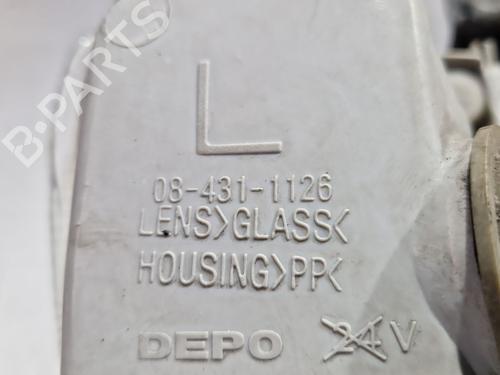 L
08-431-1126
LENS>GLASS<
HOUSING>PP<
DEPO 24V
B-PARTS